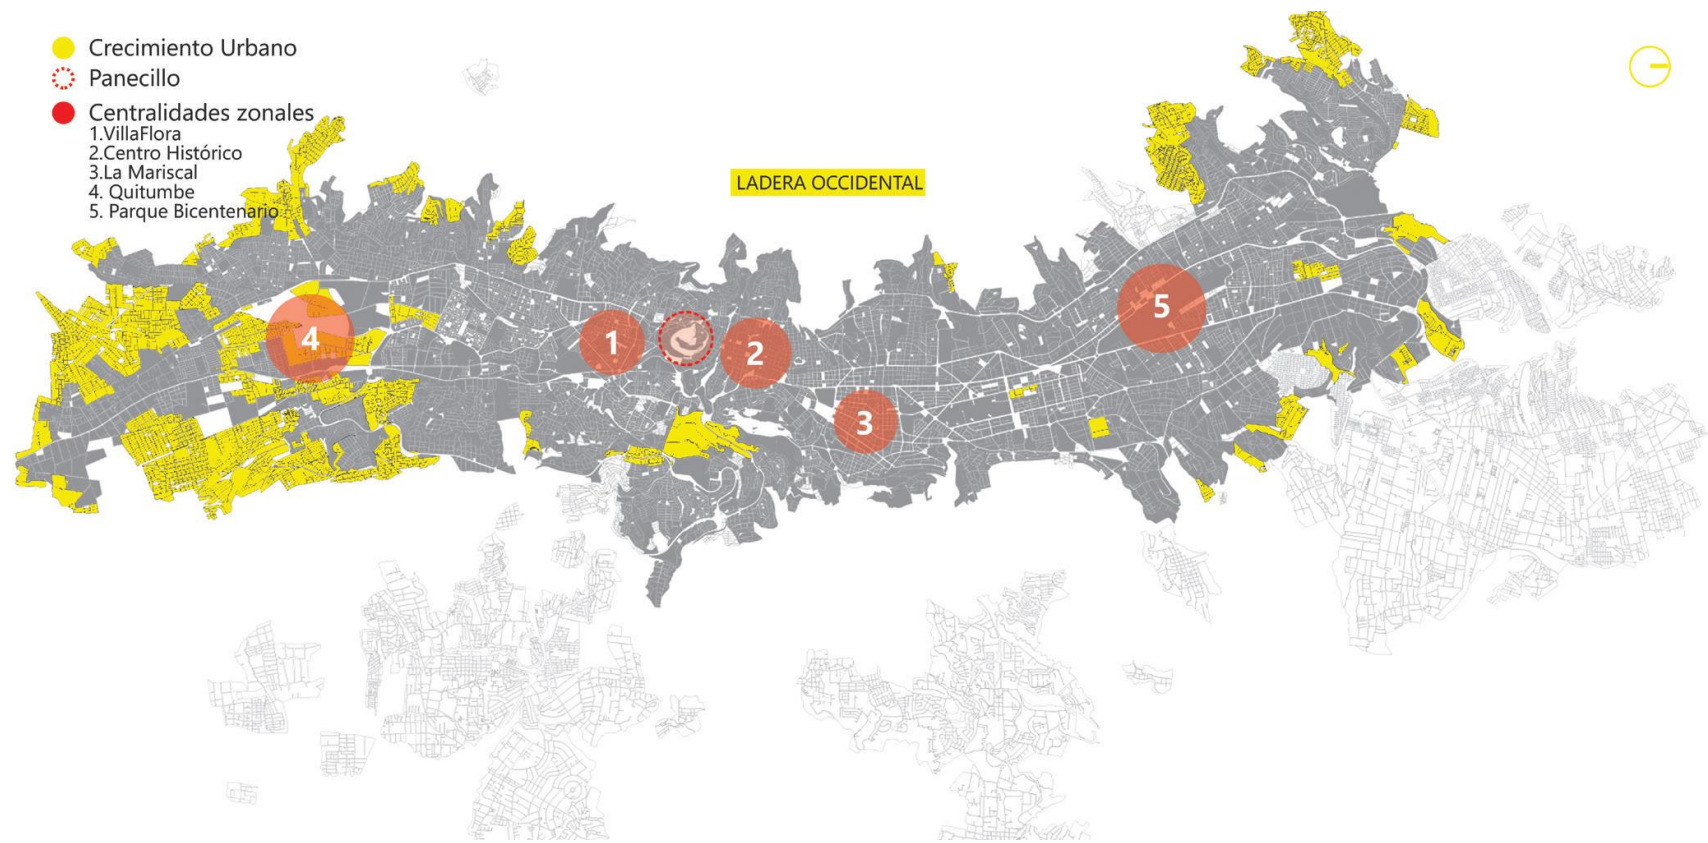 Crecimiento Urbano
Panecillo
Centralidades zonales
1.VillaFlora
2.Centro Histórico
3.La Mariscal
4. Quitumbe
5. Parque Bicentenario
LADERA OCCIDENTAL
5
4
1
2
3